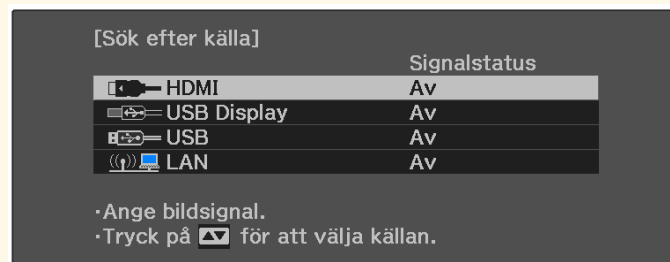 [Sök efter källa]
Signalstatus
HDMI Av
USB Display Av
USB Av
LAN Av
·Ange bildsignal.
·Tryck på för att välja källan.